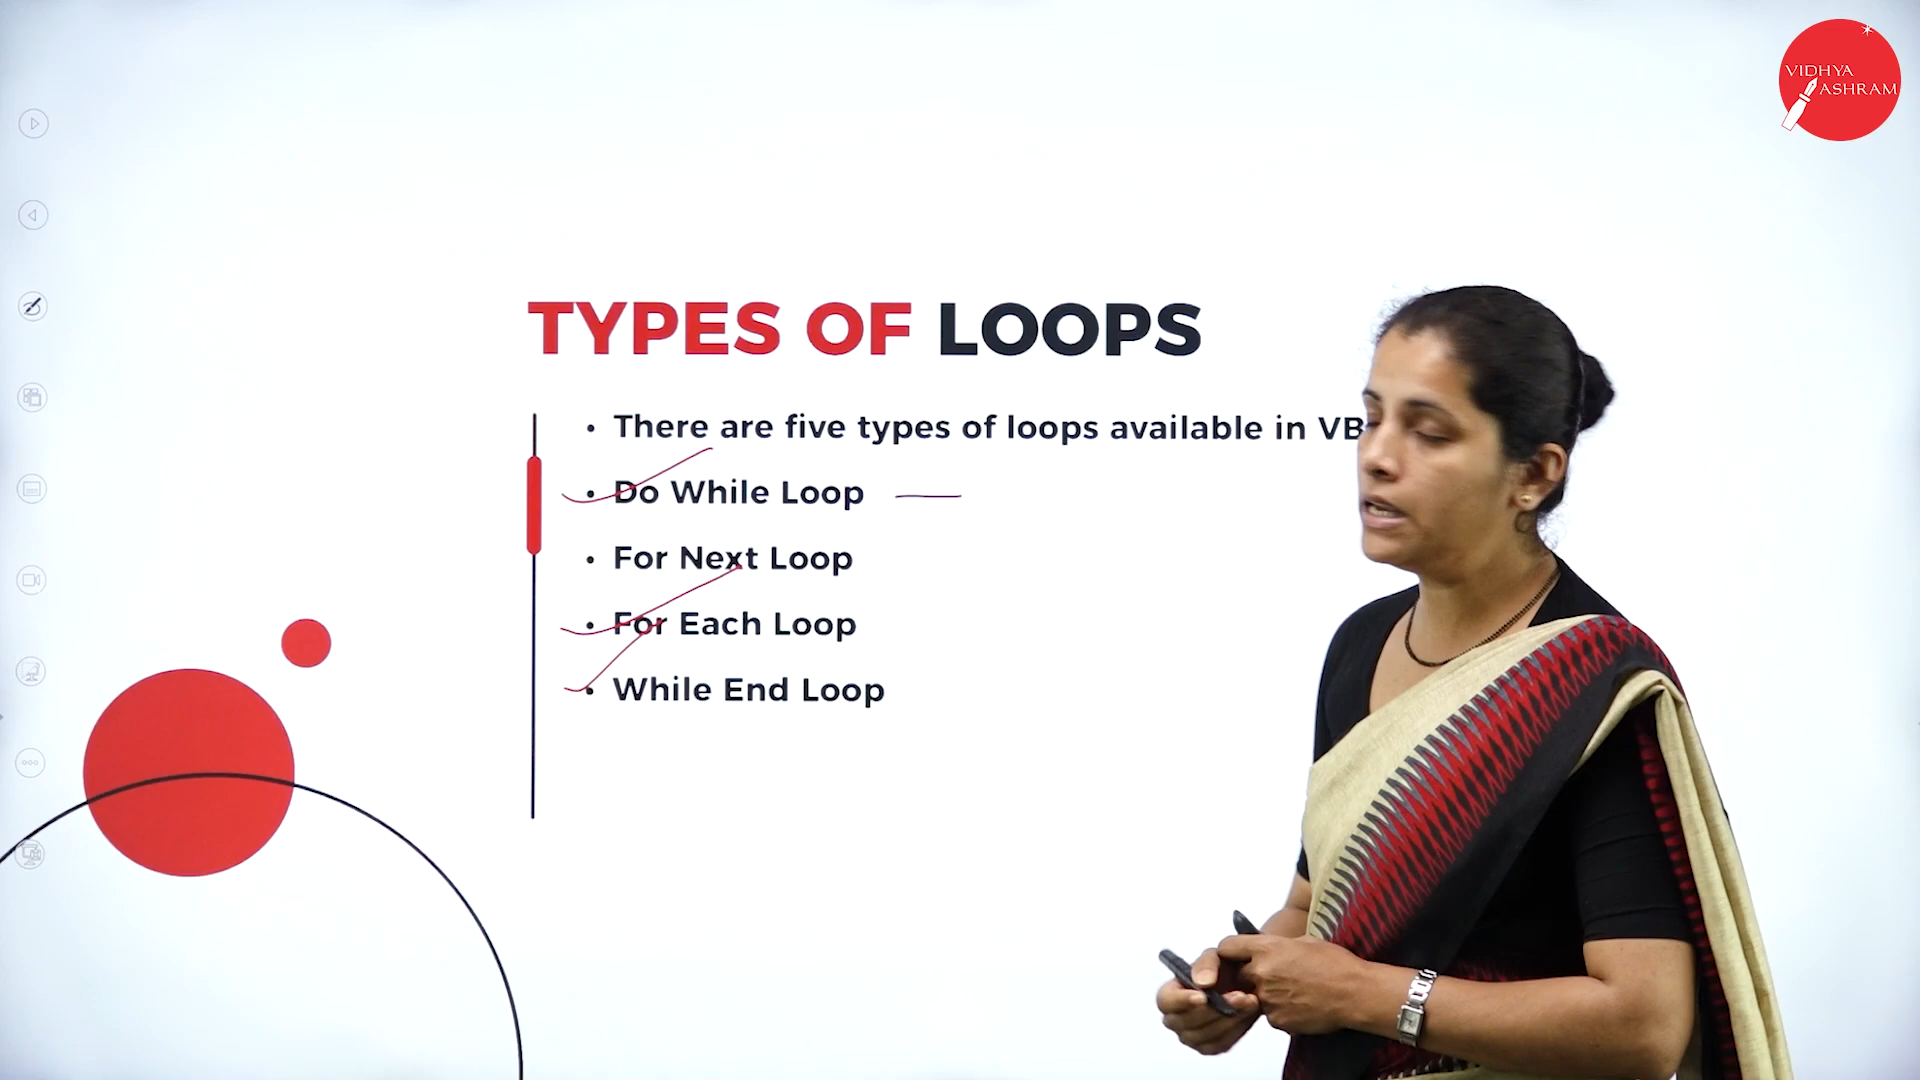 VIDHYA
ASHRAM
TYPES OF LOOPS
• There are five types of loops available in VB
• Do While Loop
• For Next Loop
• For Each Loop
• While End Loop